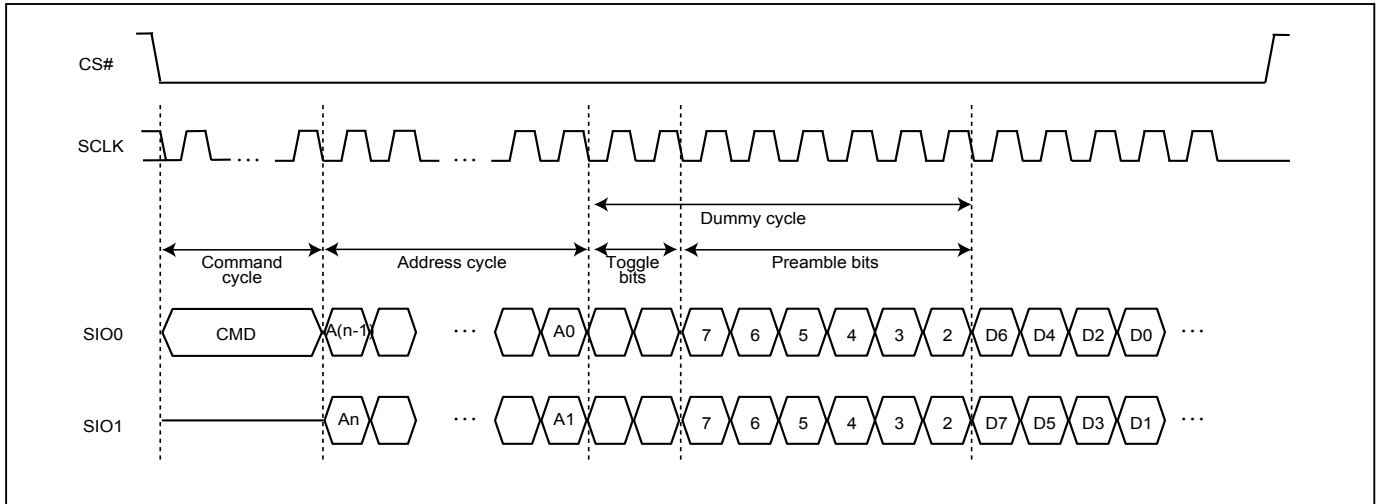 CS#
SCLK
…
…
Dummy cycle
Command
cycle
Address cycle
Toggle
bits
Preamble bits
SIO0
CMD
A(n-1)
…
A0
7
6
5
4
3
2
D6
D4
D2
D0
…
SIO1
An
…
A1
7
6
5
4
3
2
D7
D5
D3
D1
…